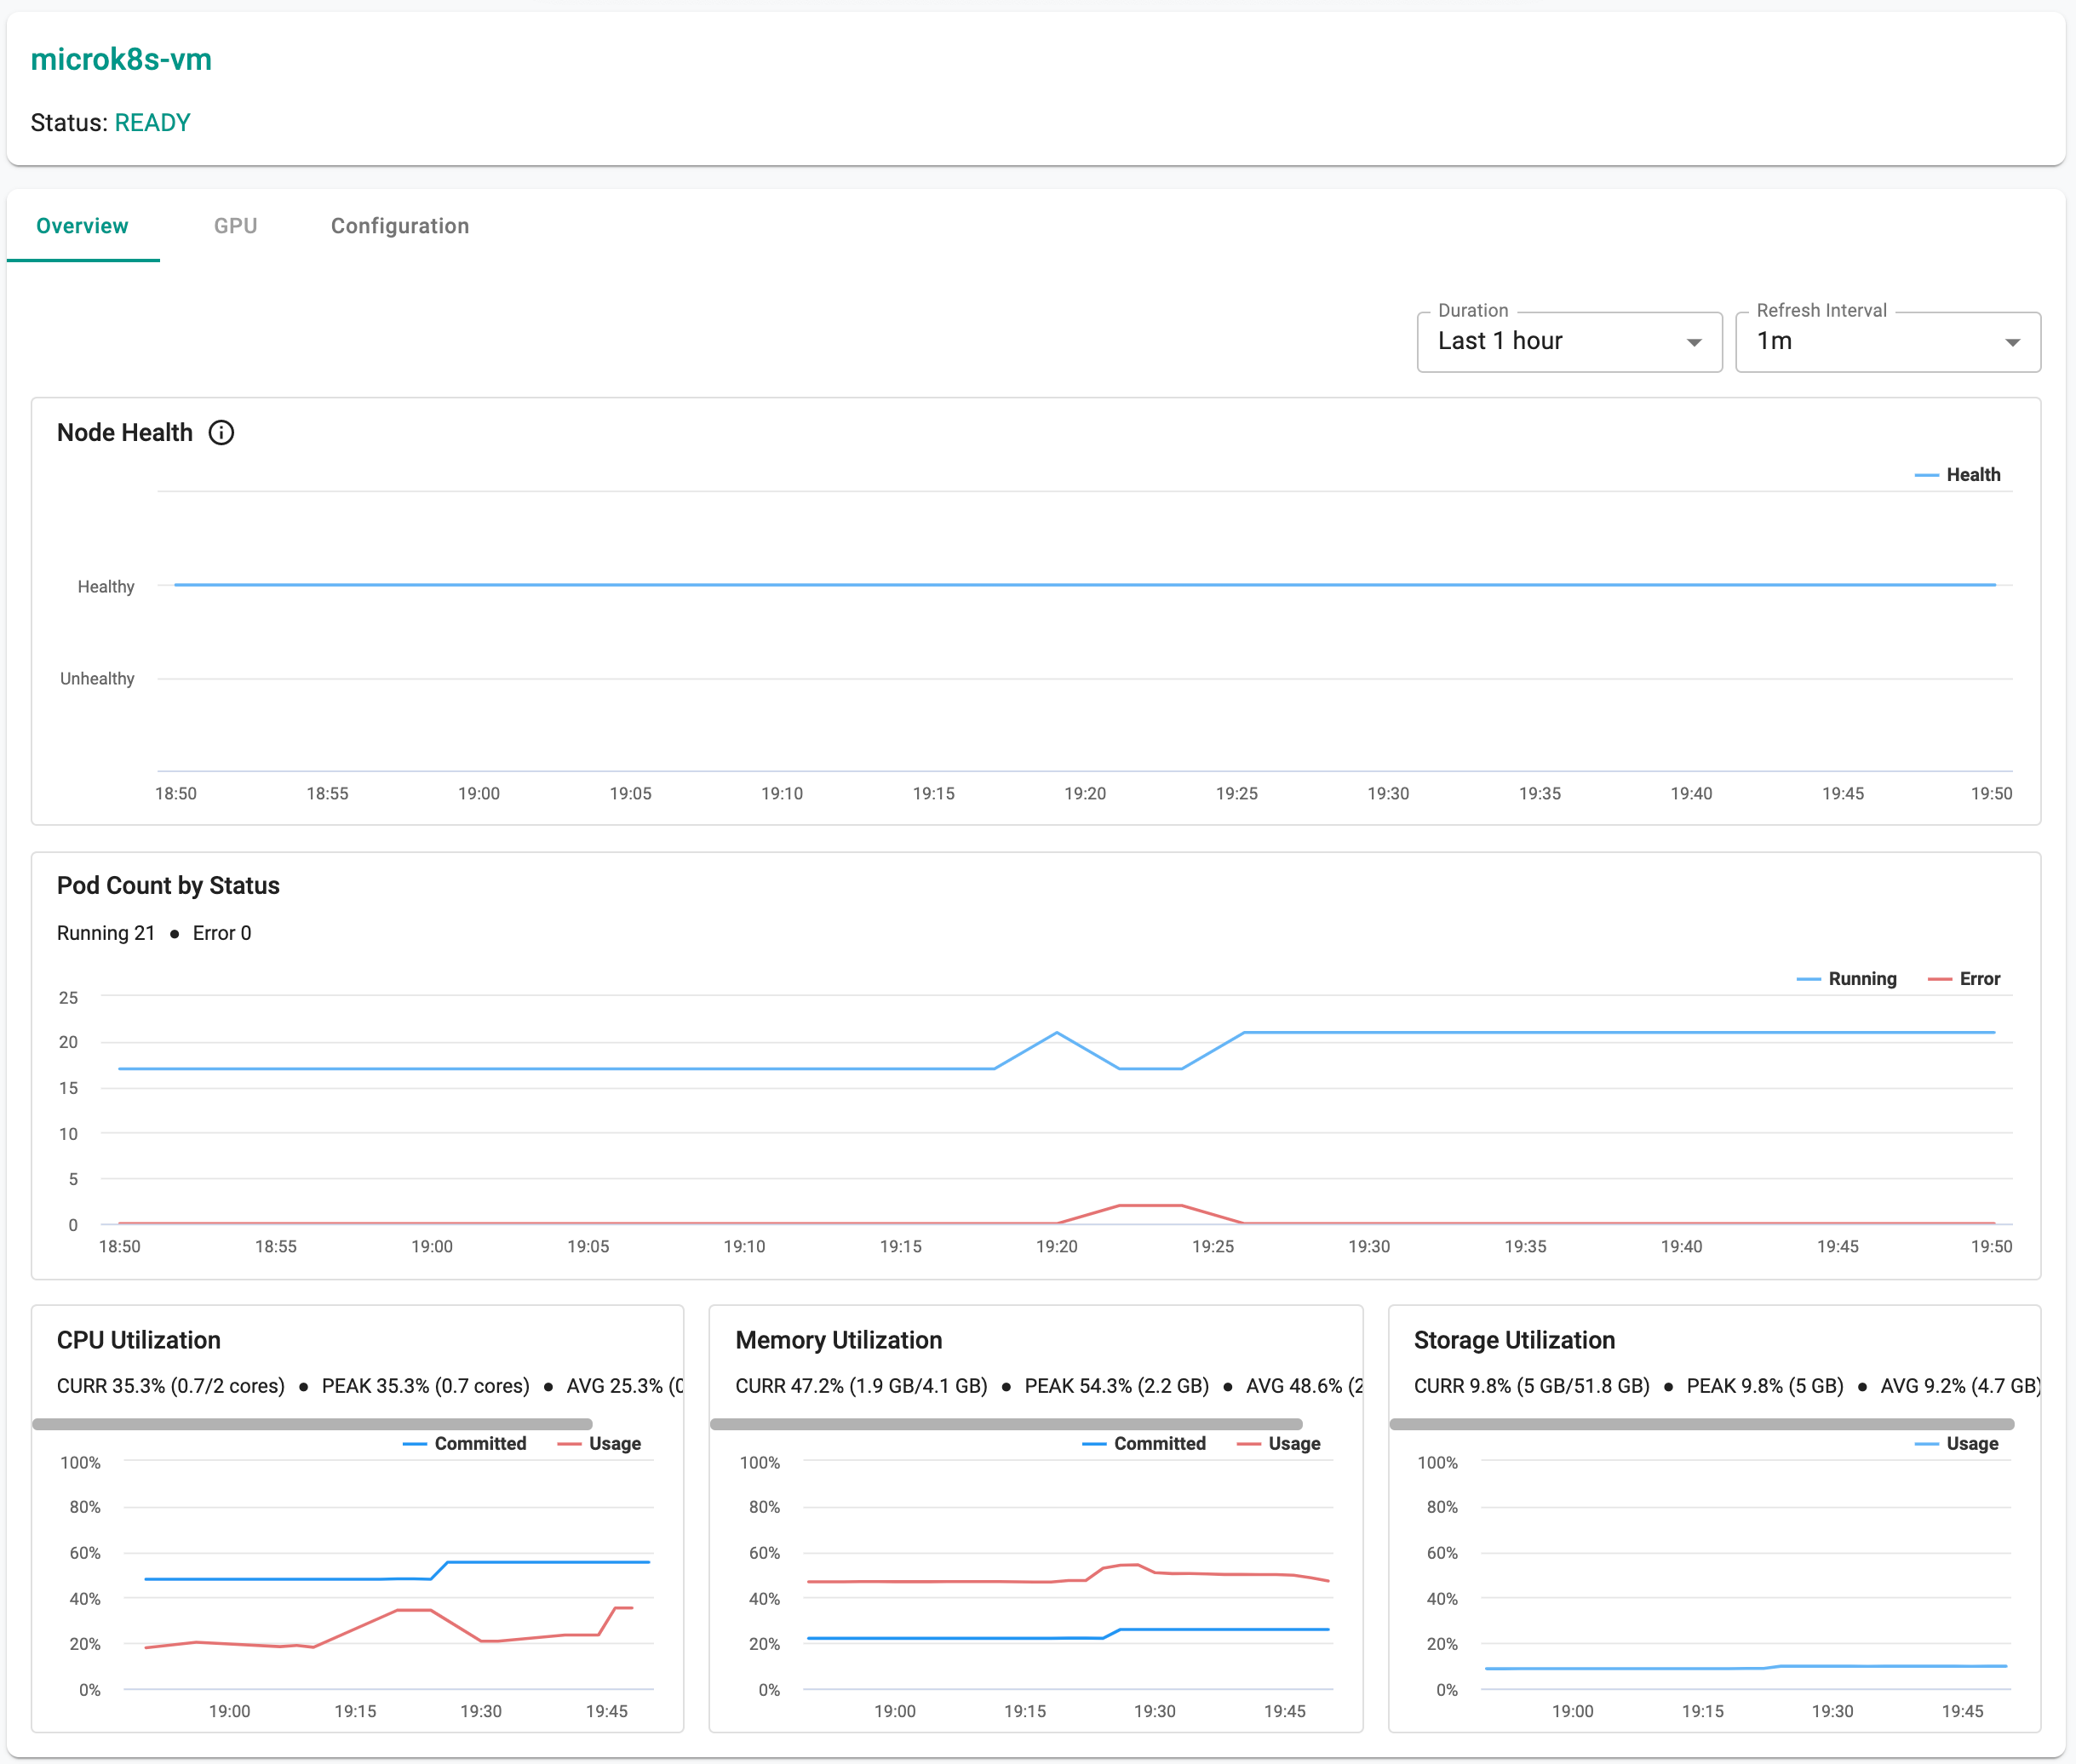 microk8s-vm
Status: READY
Overview GPU Configuration
Duration Refresh Interval
Last 1 hour 1m
Node Health
Health
Healthy
Unhealthy
18:50 18:55 19:00 19:05 19:10 19:15 19:20 19:25 19:30 19:35 19:40 19:45 19:50
Pod Count by Status
Running 21 ● Error 0
Running Error
25
20
15
10
5
0
18:50 18:55 19:00 19:05 19:10 19:15 19:20 19:25 19:30 19:35 19:40 19:45 19:50
CPU Utilization
CURR 35.3% (0.7/2 cores) ● PEAK 35.3% (0.7 cores) ● AVG 25.3%
Committed Usage
100%
80%
60%
40%
20%
0%
19:00 19:15 19:30 19:45
Memory Utilization
CURR 47.2% (1.9 GB/4.1 GB) ● PEAK 54.3% (2.2 GB) ● AVG 48.6% (2
Committed Usage
100%
80%
60%
40%
20%
0%
19:00 19:15 19:30 19:45
Storage Utilization
CURR 9.8% (5 GB/51.8 GB) ● PEAK 9.8% (5 GB) ● AVG 9.2% (4.7 GB)
Usage
100%
80%
60%
40%
20%
0%
19:00 19:15 19:30 19:45